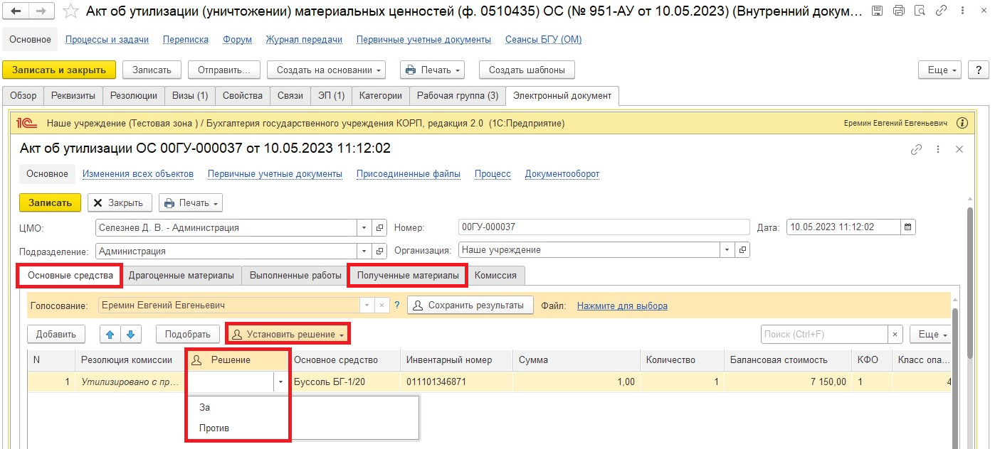 Акт об утилизации (уничтожении) материальных ценностей (ф. 0510435) ОС (№ 951-АУ от 10.05.2023) (Внутренний докум...
Основное Процессы и задачи Переписка Форум Журнал передачи Первичные учетные документы Сеансы БГУ (ОМ)
Записать и закрыть Записать Отправить... Создать на основании Печать Создать шаблоны Еще ?
Обзор Реквизиты Резолюции Визы (1) Свойства Связи ЭП (1) Категории Рабочая группа (3) Электронный документ
1С Наше учреждение (Тестовая зона ) / Бухгалтерия государственного учреждения КОРП, редакция 2.0 (1С:Предприятие) Еремин Евгений Евгеньевич
Акт об утилизации ОС 00ГУ-000037 от 10.05.2023 11:12:02
Основное Изменения всех объектов Первичные учетные документы Присоединенные файлы Процесс Документооборот
Записать Закрыть Печать
ЦМО: Селезнев Д. В. - Администрация Номер: 00ГУ-000037 Дата: 10.05.2023 11:12:02
Подразделение: Администрация Организация: Наше учреждение
Основные средства Драгоценные материалы Выполненные работы Полученные материалы Комиссия
Голосование: Еремин Евгений Евгеньевич ? Сохранить результаты Файл: Нажмите для выбора
Добавить Подобрать Установить решение Поиск (Ctrl+F) × Еще
N Резолюция комиссии Решение Основное средство Инвентарный номер Сумма Количество Балансовая стоимость КФО Класс опа...
1 Утилизировано с пр... Буссоль БГ-1/20 011101346871 1,00 1 7 150,00 1 4
За
Против